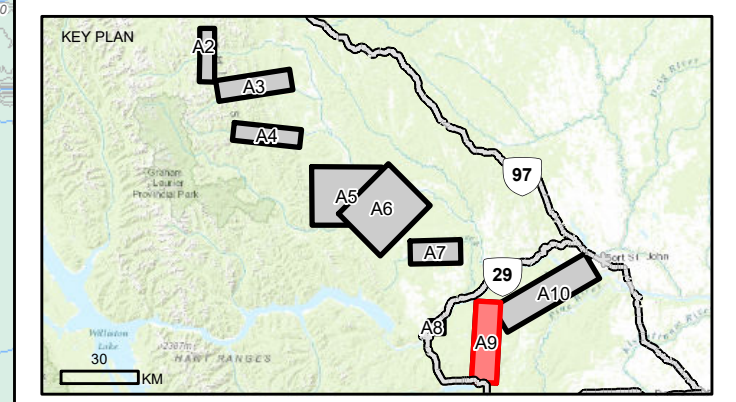 KEY PLAN
A2
A3
A4
Graham
Laurier
Provincial Park
A5
A6
97
A7
29
Fort St. John
A10
A8
A9
Williston
Lake
HART RANGES
30
KM